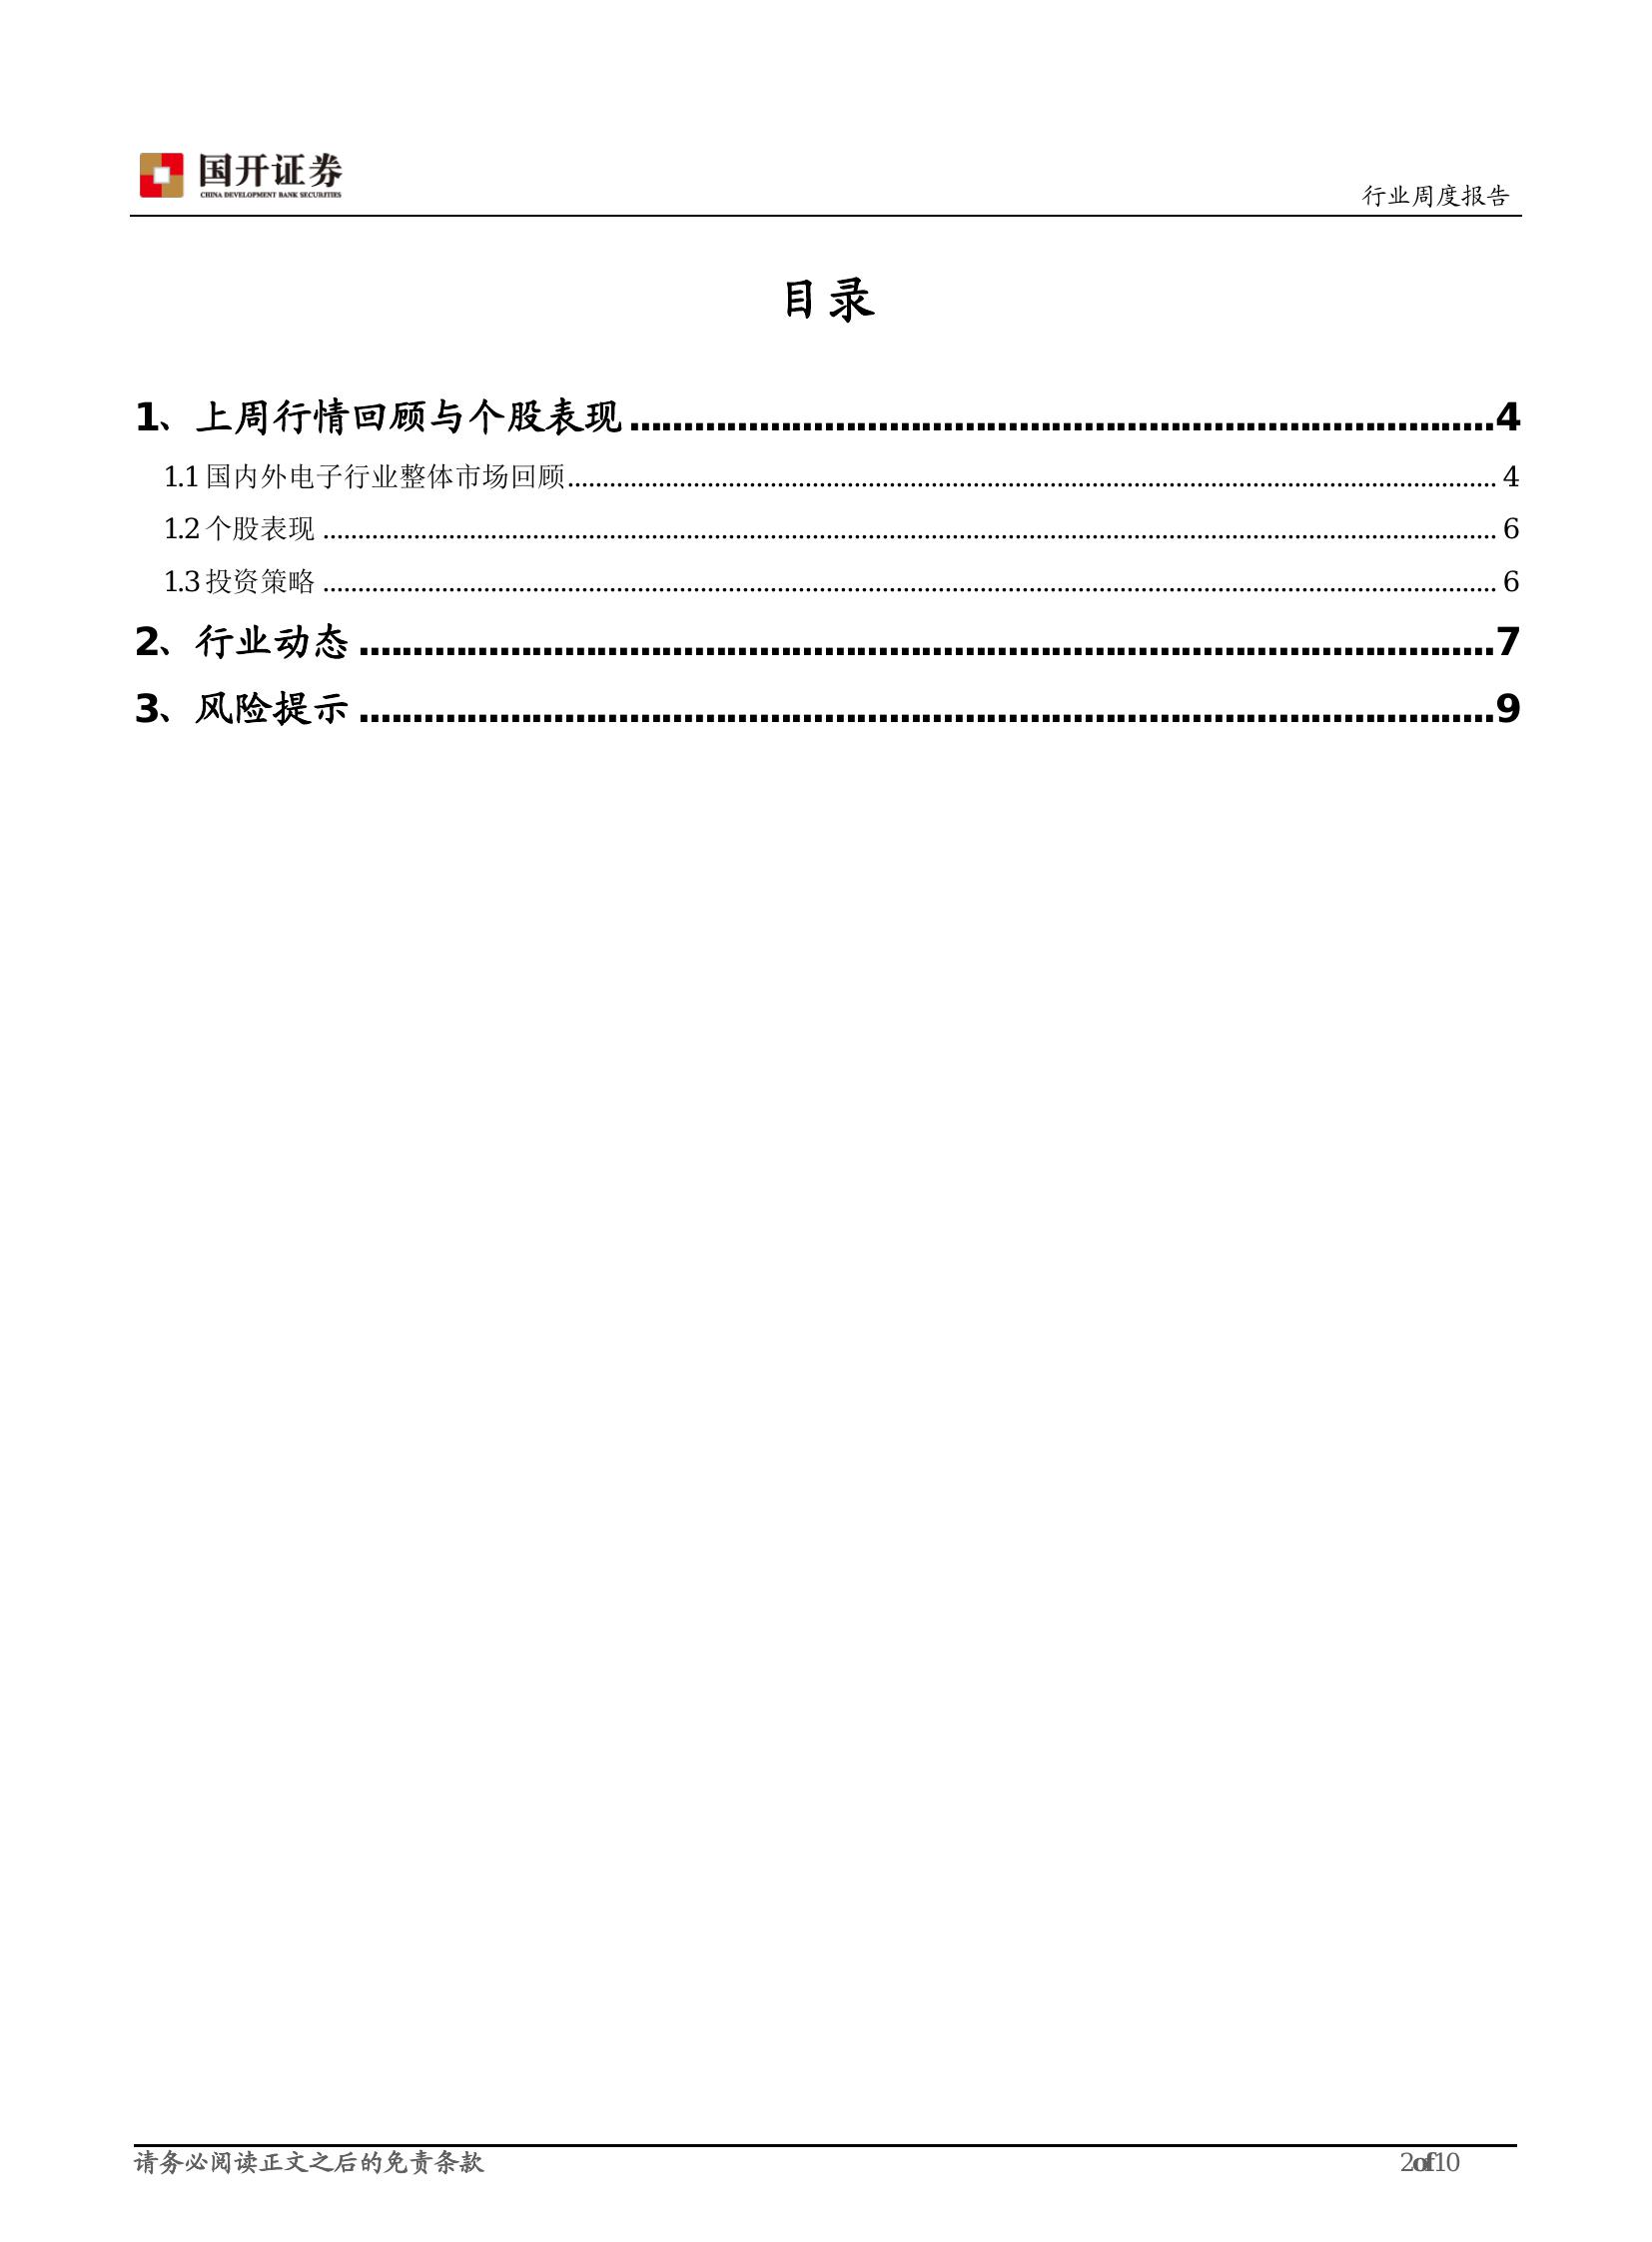 国开证券
CHINA DEVELOPMENT BANK SECURITIES
行业周度报告
目录
1、上周行情回顾与个股表现................................................................................4
1.1 国内外电子行业整体市场回顾................................................................................ 4
1.2 个股表现 ................................................................................ 6
1.3 投资策略 ................................................................................ 6
2、行业动态 ................................................................................7
3、风险提示 ................................................................................9
请务必阅读正文之后的免责条款 2of10